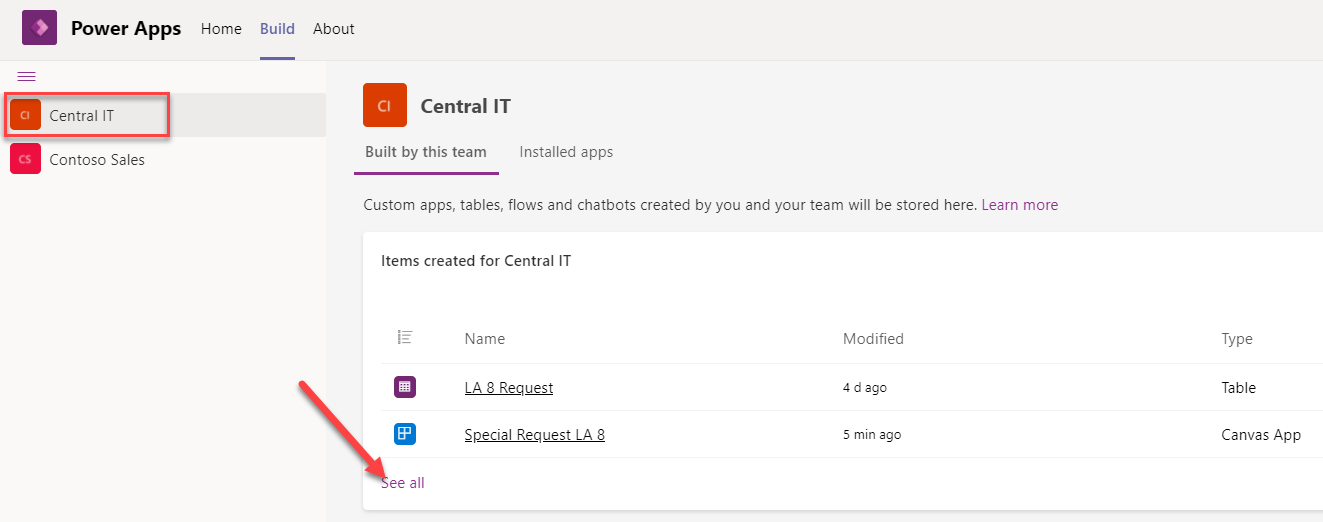 Power Apps Home Build About
CI Central IT
CS Contoso Sales
CI Central IT
Built by this team Installed apps
Custom apps, tables, flows and chatbots created by you and your team will be stored here. Learn more
Items created for Central IT
Name Modified Type
LA 8 Request 4 d ago Table
Special Request LA 8 5 min ago Canvas App
See all